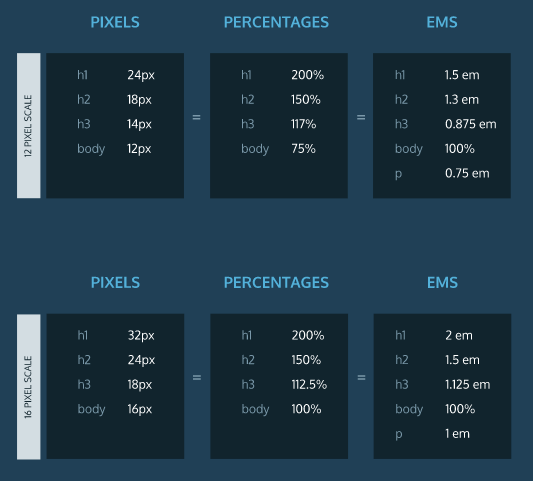 PIXELS PERCENTAGES EMS
12 PIXEL SCALE
h1 24px h1 200% h1 1.5 em
h2 18px h2 150% h2 1.3 em
h3 14px = h3 117% = h3 0.875 em
body 12px body 75% body 100%
p 0.75 em
PIXELS PERCENTAGES EMS
16 PIXEL SCALE
h1 32px h1 200% h1 2 em
h2 24px h2 150% h2 1.5 em
h3 18px = h3 112.5% = h3 1.125 em
body 16px body 100% body 100%
p 1 em